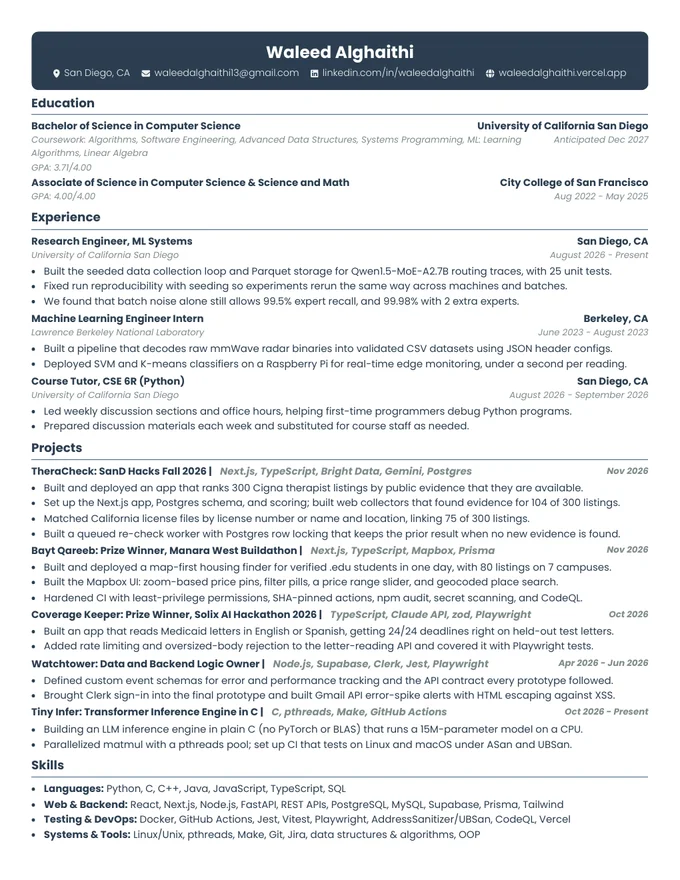 Waleed Alghaithi
San Diego, CA waleedalghaithi13@gmail.com linkedin.com/in/waleedalghaithi waleedalghaithi.vercel.app
Education
Bachelor of Science in Computer Science University of California San Diego
Coursework: Algorithms, Software Engineering, Advanced Data Structures, Systems Programming, ML: Learning Anticipated Dec 2027
Algorithms, Linear Algebra
GPA: 3.71/4.00
Associate of Science in Computer Science & Science and Math City College of San Francisco
GPA: 4.00/4.00 Aug 2022 - May 2025
Experience
Research Engineer, ML Systems San Diego, CA
University of California San Diego August 2026 - Present
• Built the seeded data collection loop and Parquet storage for Qwen1.5-MoE-A2.7B routing traces, with 25 unit tests.
• Fixed run reproducibility with seeding so experiments rerun the same way across machines and batches.
• We found that batch noise alone still allows 99.5% expert recall, and 99.98% with 2 extra experts.
Machine Learning Engineer Intern Berkeley, CA
Lawrence Berkeley National Laboratory June 2023 - August 2023
• Built a pipeline that decodes raw mmWave radar binaries into validated CSV datasets using JSON header configs.
• Deployed SVM and K-means classifiers on a Raspberry Pi for real-time edge monitoring, under a second per reading.
Course Tutor, CSE 6R (Python) San Diego, CA
University of California San Diego August 2026 - September 2026
• Led weekly discussion sections and office hours, helping first-time programmers debug Python programs.
• Prepared discussion materials each week and substituted for course staff as needed.
Projects
TheraCheck: SanD Hacks Fall 2026 | Next.js, TypeScript, Bright Data, Gemini, Postgres Nov 2026
• Built and deployed an app that ranks 300 Cigna therapist listings by public evidence that they are available.
• Set up the Next.js app, Postgres schema, and scoring; built web collectors that found evidence for 104 of 300 listings.
• Matched California license files by license number or name and location, linking 75 of 300 listings.
• Built a queued re-check worker with Postgres row locking that keeps the prior result when no new evidence is found.
Bayt Qareeb: Prize Winner, Manara West Buildathon | Next.js, TypeScript, Mapbox, Prisma Nov 2026
• Built and deployed a map-first housing finder for verified .edu students in one day, with 80 listings on 7 campuses.
• Built the Mapbox UI: zoom-based price pins, filter pills, a price range slider, and geocoded place search.
• Hardened CI with least-privilege permissions, SHA-pinned actions, npm audit, secret scanning, and CodeQL.
Coverage Keeper: Prize Winner, Solix AI Hackathon 2026 | TypeScript, Claude API, zod, Playwright Oct 2026
• Built an app that reads Medicaid letters in English or Spanish, getting 24/24 deadlines right on held-out test letters.
• Added rate limiting and oversized-body rejection to the letter-reading API and covered it with Playwright tests.
Watchtower: Data and Backend Logic Owner | Node.js, Supabase, Clerk, Jest, Playwright Apr 2026 - Jun 2026
• Defined custom event schemas for error and performance tracking and the API contract every prototype followed.
• Brought Clerk sign-in into the final prototype and built Gmail API error-spike alerts with HTML escaping against XSS.
Tiny Infer: Transformer Inference Engine in C | C, pthreads, Make, GitHub Actions Oct 2026 - Present
• Building an LLM inference engine in plain C (no PyTorch or BLAS) that runs a 15M-parameter model on a CPU.
• Parallelized matmul with a pthreads pool; set up CI that tests on Linux and macOS under ASan and UBSan.
Skills
• Languages: Python, C, C++, Java, JavaScript, TypeScript, SQL
• Web & Backend: React, Next.js, Node.js, FastAPI, REST APIs, PostgreSQL, MySQL, Supabase, Prisma, Tailwind
• Testing & DevOps: Docker, GitHub Actions, Jest, Vitest, Playwright, AddressSanitizer/UBSan, CodeQL, Vercel
• Systems & Tools: Linux/Unix, pthreads, Make, Git, Jira, data structures & algorithms, OOP